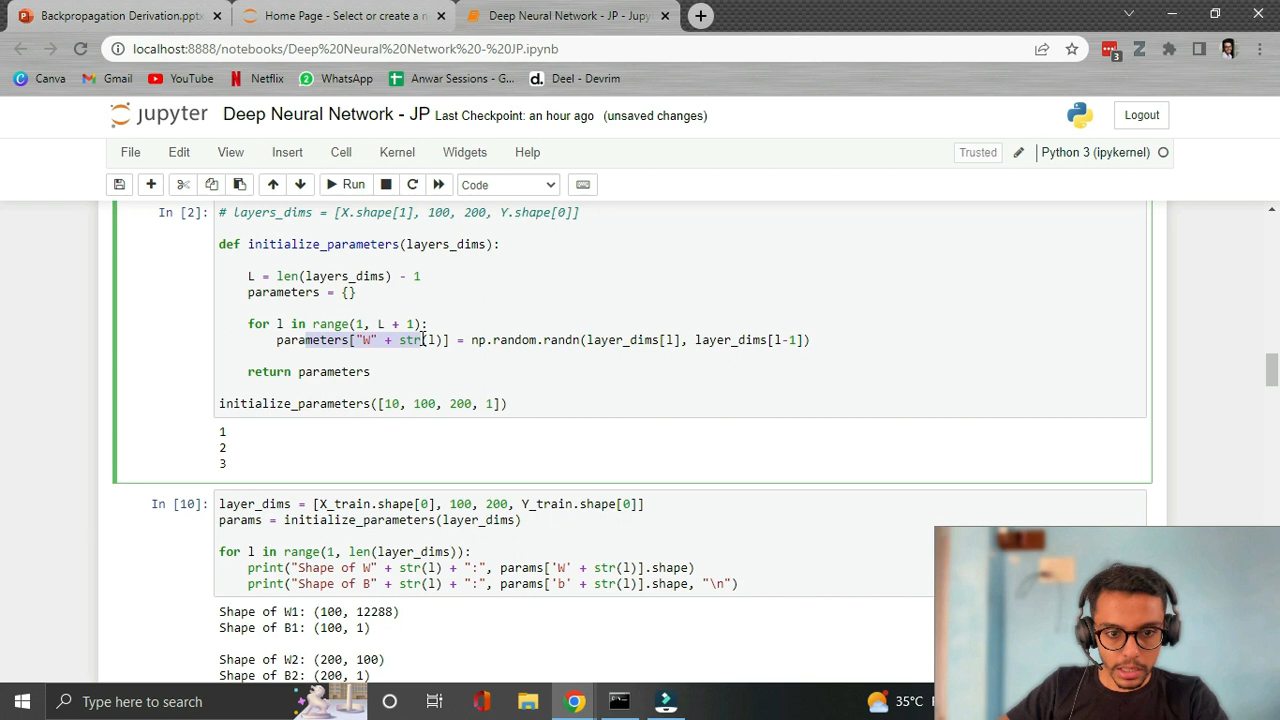 Backpropagation Derivation.pptx
Home Page - Select or create a n
Deep Neural Network - JP - Jupy
localhost:8888/notebooks/Deep%20Neural%20Network%20-%20JP.ipynb
3
Canva
Gmail
YouTube
Netflix
WhatsApp
Anwar Sessions - G...
Deel - Devrim
jupyter Deep Neural Network - JP Last Checkpoint: an hour ago (unsaved changes)
Logout
File Edit View Insert Cell Kernel Widgets Help
Trusted
Python 3 (ipykernel)
Run
Code
In [2]: # layers_dims = [X.shape[1], 100, 200, Y.shape[0]]
def initialize_parameters(layers_dims):
L = len(layers_dims) - 1
parameters = {}
for l in range(1, L + 1):
parameters["W" + str(l)] = np.random.randn(layer_dims[l], layer_dims[l-1])
return parameters
initialize_parameters([10, 100, 200, 1])
1
2
3
In [10]: layer_dims = [X_train.shape[0], 100, 200, Y_train.shape[0]]
params = initialize_parameters(layer_dims)
for l in range(1, len(layer_dims)):
print("Shape of W" + str(l) + ":", params['W' + str(l)].shape)
print("Shape of B" + str(l) + ":", params['b' + str(l)].shape, "\n")
Shape of W1: (100, 12288)
Shape of B1: (100, 1)
Shape of W2: (200, 100)
Shape of B2: (200, 1)
Type here to search
35°C